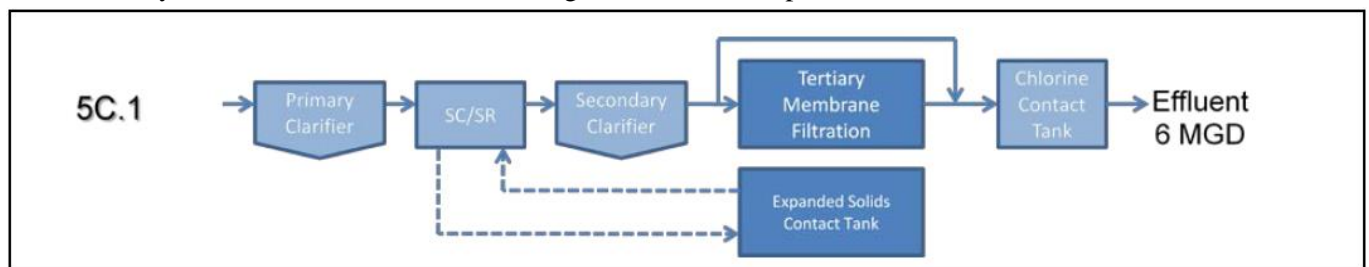 5C.1
Primary
Clarifier
SC/SR
Secondary
Clarifier
Tertiary
Membrane
Filtration
Chlorine
Contact
Tank
Effluent
6 MGD
Expanded Solids
Contact Tank